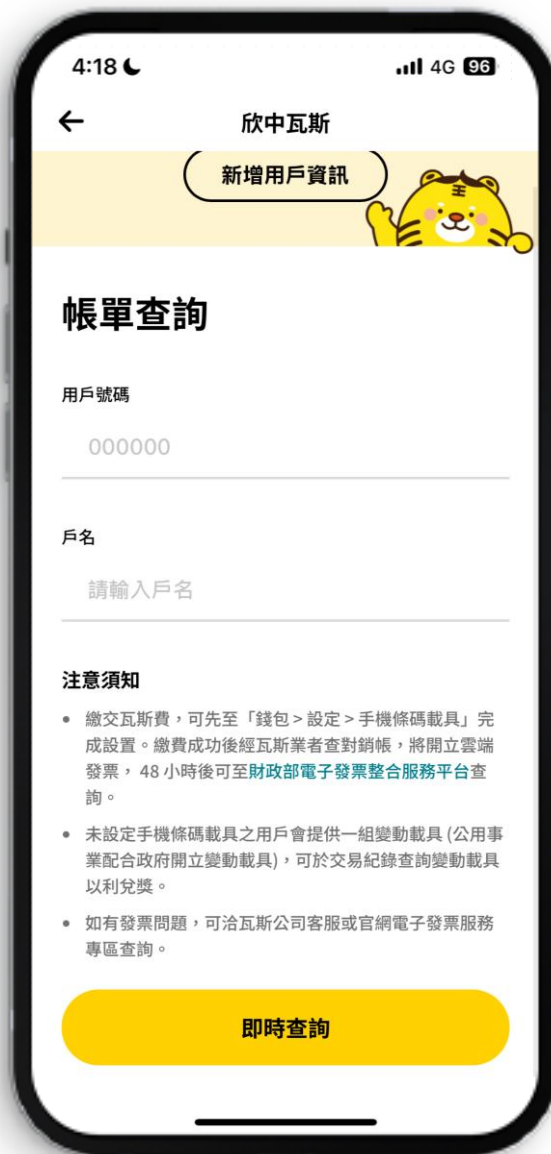 4:18
4G 96
欣中瓦斯
新增用戶資訊
王
帳單查詢
用戶號碼
000000
戶名
請輸入戶名
注意須知
• 繳交瓦斯費，可先至「錢包 > 設定 > 手機條碼載具」完
成設置。繳費成功後經瓦斯業者查對銷帳，將開立雲端
發票， 48 小時後可至財政部電子發票整合服務平台查
詢。
• 未設定手機條碼載具之用戶會提供一組變動載具 (公用事
業配合政府開立變動載具)，可於交易紀錄查詢變動載具
以利兌獎。
• 如有發票問題，可洽瓦斯公司客服或官網電子發票服務
專區查詢。
即時查詢